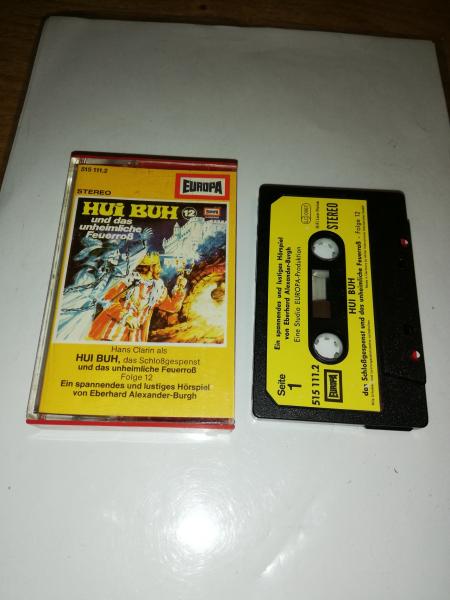 515 111.2
EUROPA
STEREO
HUI BUH 12
und das
unheimliche
Feuerroß
Hans Clarin als
HUI BUH, das Schloßgespenst
und das unheimliche Feuerroß
Folge 12
Ein spannendes und lustiges Hörspiel
von Eberhard Alexander-Burgh
Ein spannendes und lustiges Hörspiel
von Eberhard Alexander-Burgh
Eine Studio EUROPA-Produktion
STEREO
Seite
1
515 111.2
EUROPA
HUI BUH
das Schloßgespenst und das unheimliche Feuerroß - Folge 12